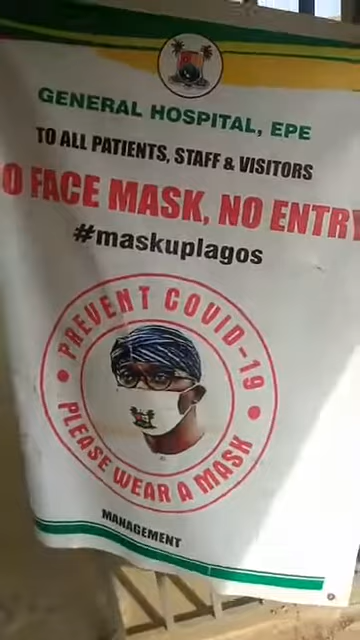 GENERAL HOSPITAL, EPE
TO ALL PATIENTS, STAFF & VISITORS
O FACE MASK, NO ENTRY
#maskuplagos
PREVENT COVID-19
PLEASE WEAR A MASK
MANAGEMENT